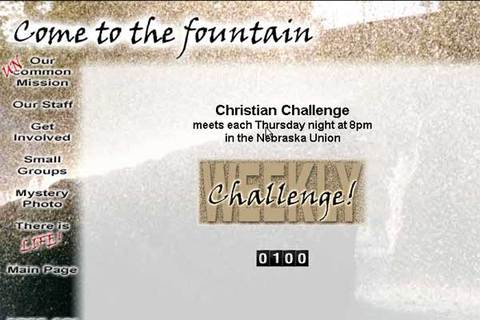 Come to the fountain
Our
UN
Common
Mission
Our Staff
Get
Involved
Small
Groups
Mystery
Photo
There is
LIFE!
Main Page
Christian Challenge
meets each Thursday night at 8pm
in the Nebraska Union
WEEKLY
Challenge!
0100